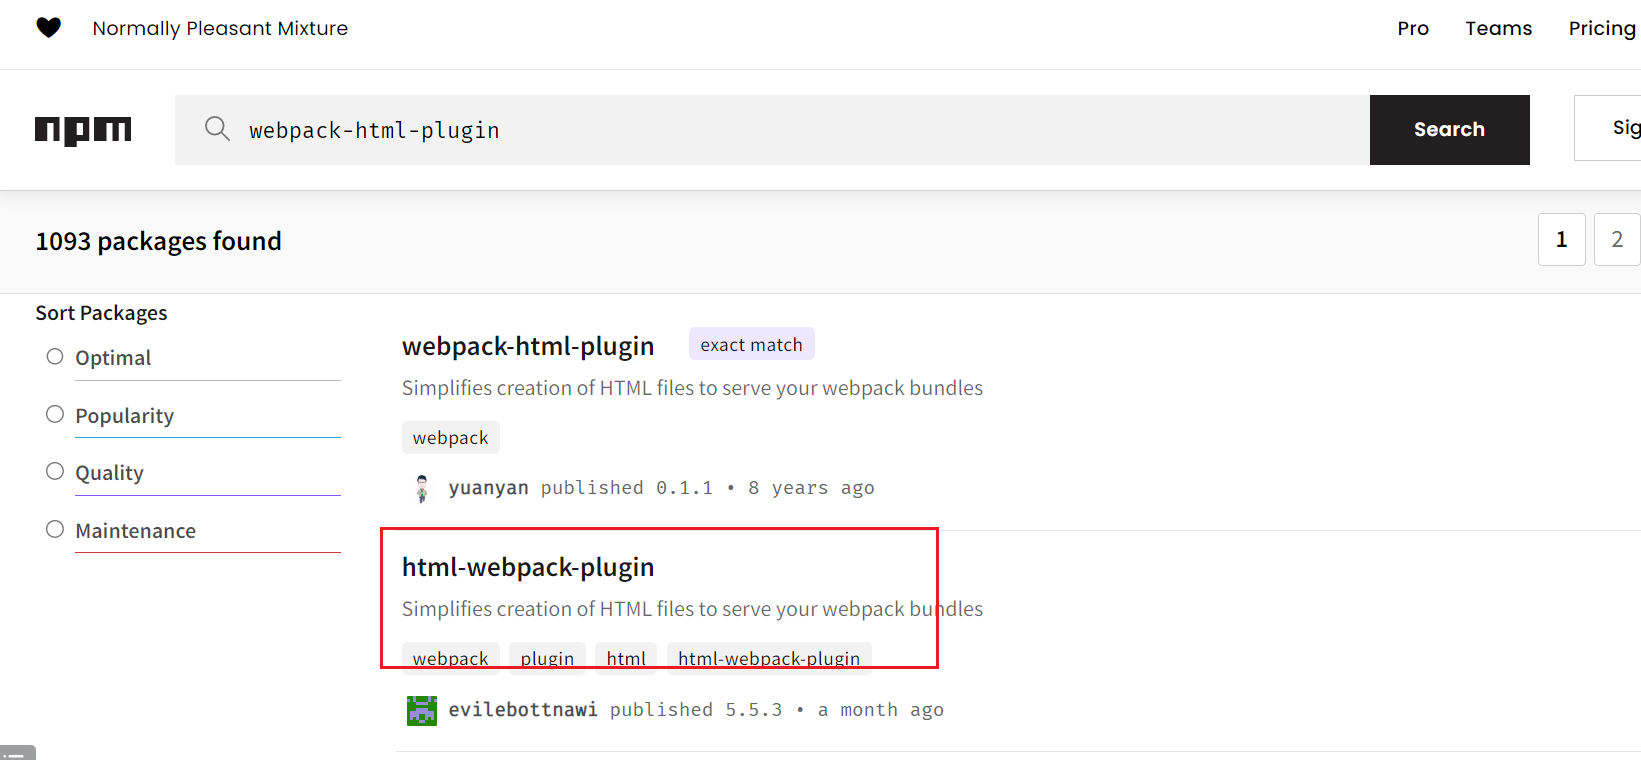 Normally Pleasant Mixture
Pro Teams Pricing
npm
webpack-html-plugin
Search
Sig
1093 packages found
1 2
Sort Packages
Optimal
Popularity
Quality
Maintenance
webpack-html-plugin exact match
Simplifies creation of HTML files to serve your webpack bundles
webpack
yuanyan published 0.1.1 • 8 years ago
html-webpack-plugin
Simplifies creation of HTML files to serve your webpack bundles
webpack plugin html html-webpack-plugin
evilebottnawi published 5.5.3 • a month ago